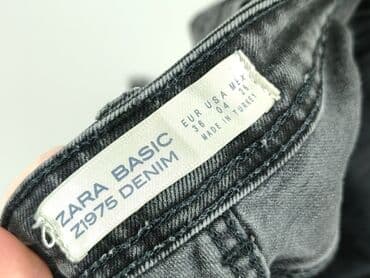 ZARA BASIC
Z1975 DENIM
EUR USA MEX
36 04 26
MADE IN TURKEY